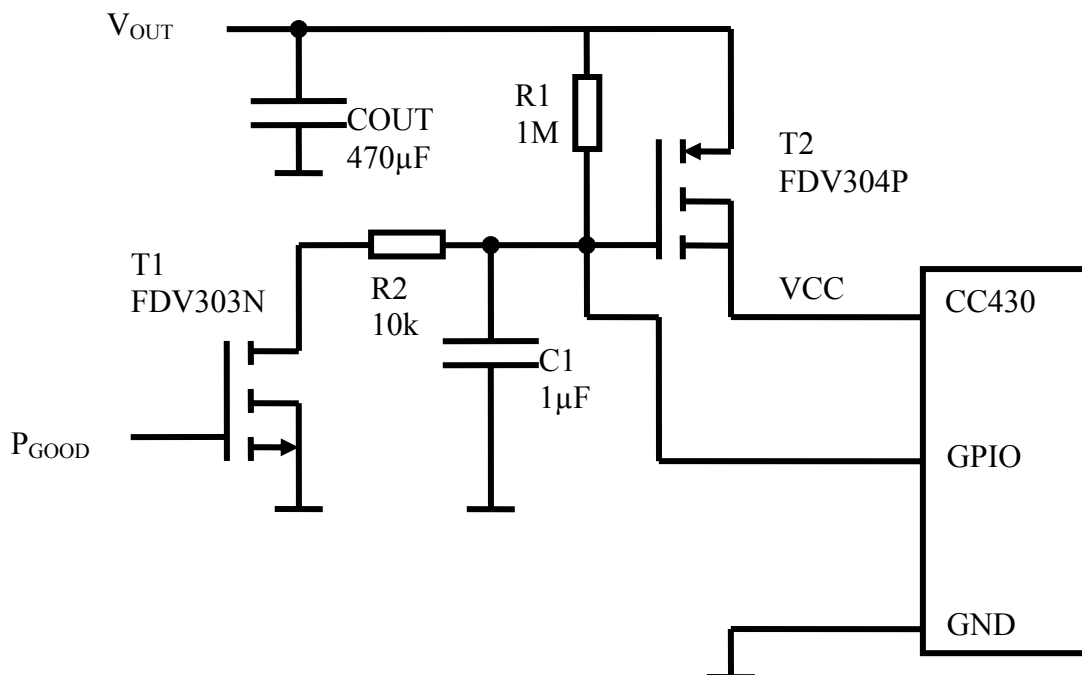 VOUT
COUT
470µF
R1
1M
T2
FDV304P
T1
FDV303N
R2
10k
C1
1µF
VCC
CC430
PGOOD
GPIO
GND